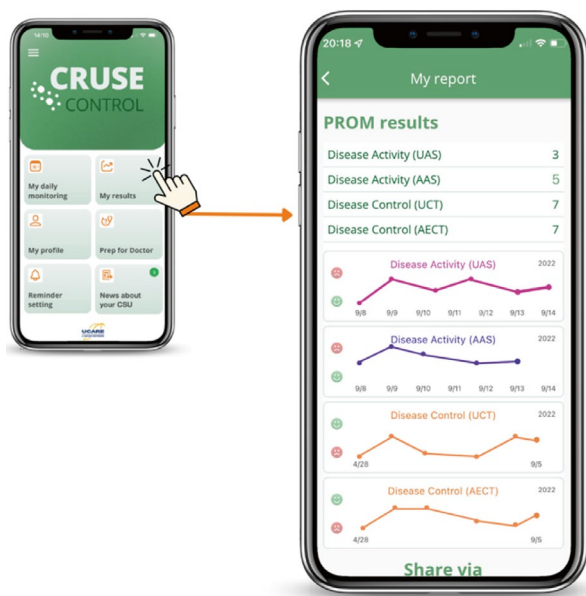 14:10
CRUSE
CONTROL
My daily
monitoring
My results
My profile
Prep for Doctor
Reminder
setting
News about
your CSU
UCARE
20:18
My report
PROM results
Disease Activity (UAS) 3
Disease Activity (AAS) 5
Disease Control (UCT) 7
Disease Control (AECT) 7
Disease Activity (UAS) 2022
9/8 9/9 9/10 9/11 9/12 9/13 9/14
Disease Activity (AAS) 2022
9/8 9/9 9/10 9/11 9/12 9/13 9/14
Disease Control (UCT) 2022
4/28 9/5
Disease Control (AECT) 2022
4/28 9/5
Share via